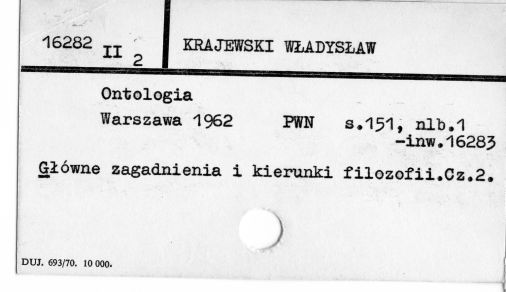 16282 II 2 KRAJEWSKI WŁADYSŁAW
Ontologia
Warszawa 1962 PWN s.151, nlb.1
-inw.16283
Główne zagadnienia i kierunki filozofii.Cz.2.
DUJ. 693/70. 10 000.